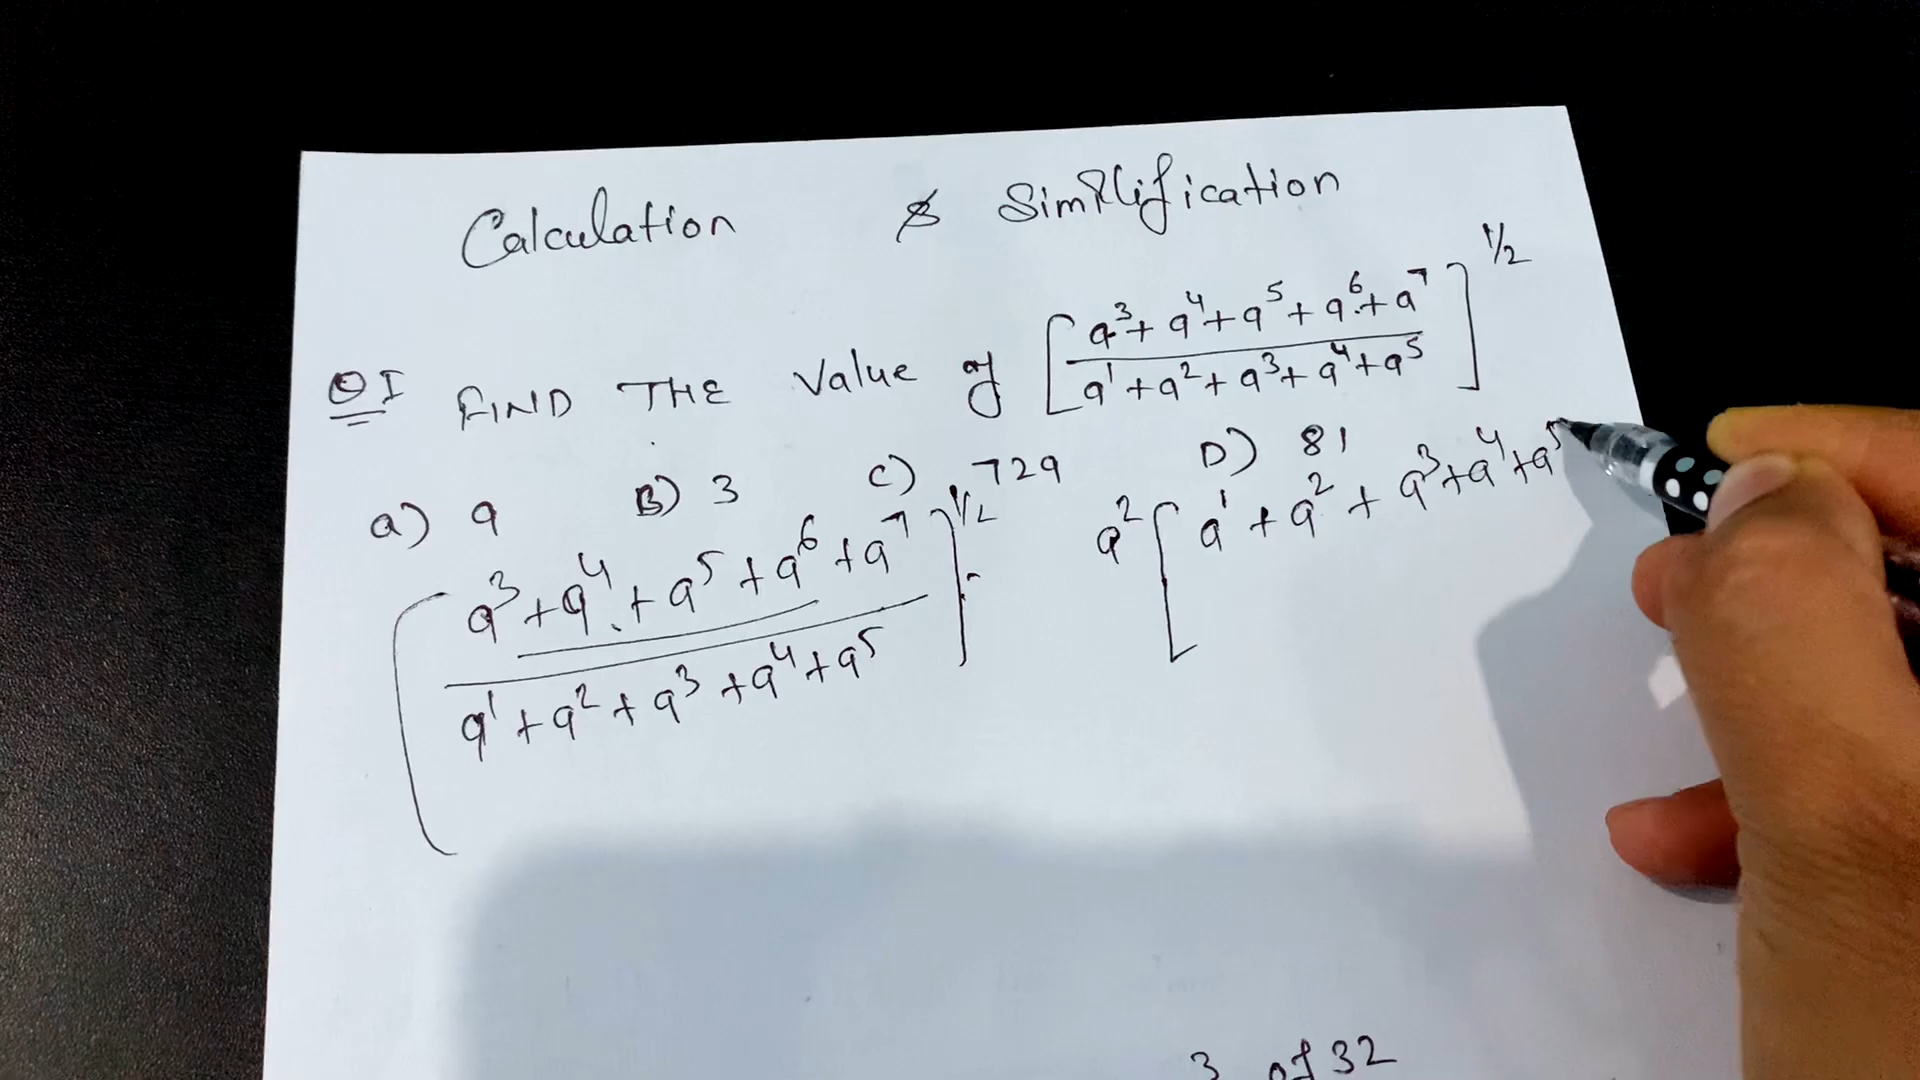 Calculation & Simplification
Q1 FIND THE Value of [9³+9⁴+9⁵+9⁶+9⁷ / 9¹+9²+9³+9⁴+9⁵]^1/2
a) 9 B) 3 C) 729 D) 81
(9³+9⁴+9⁵+9⁶+9⁷ / 9¹+9²+9³+9⁴+9⁵]^1/2 9²[9¹+9²+9³+9⁴+9⁵
3 of 32